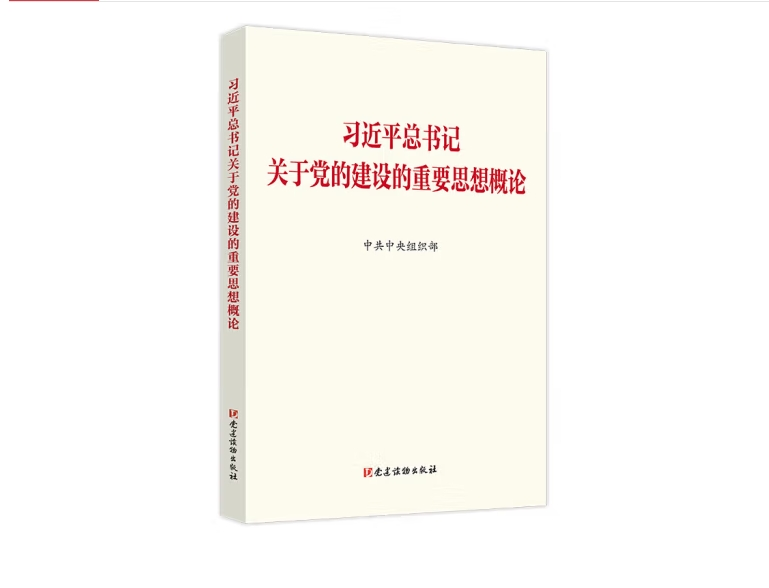 习近平总书记
关于党的建设的重要思想概论
中共中央组织部
党建读物出版社
习近平总书记关于党的建设的重要思想概论
党建读物出版社